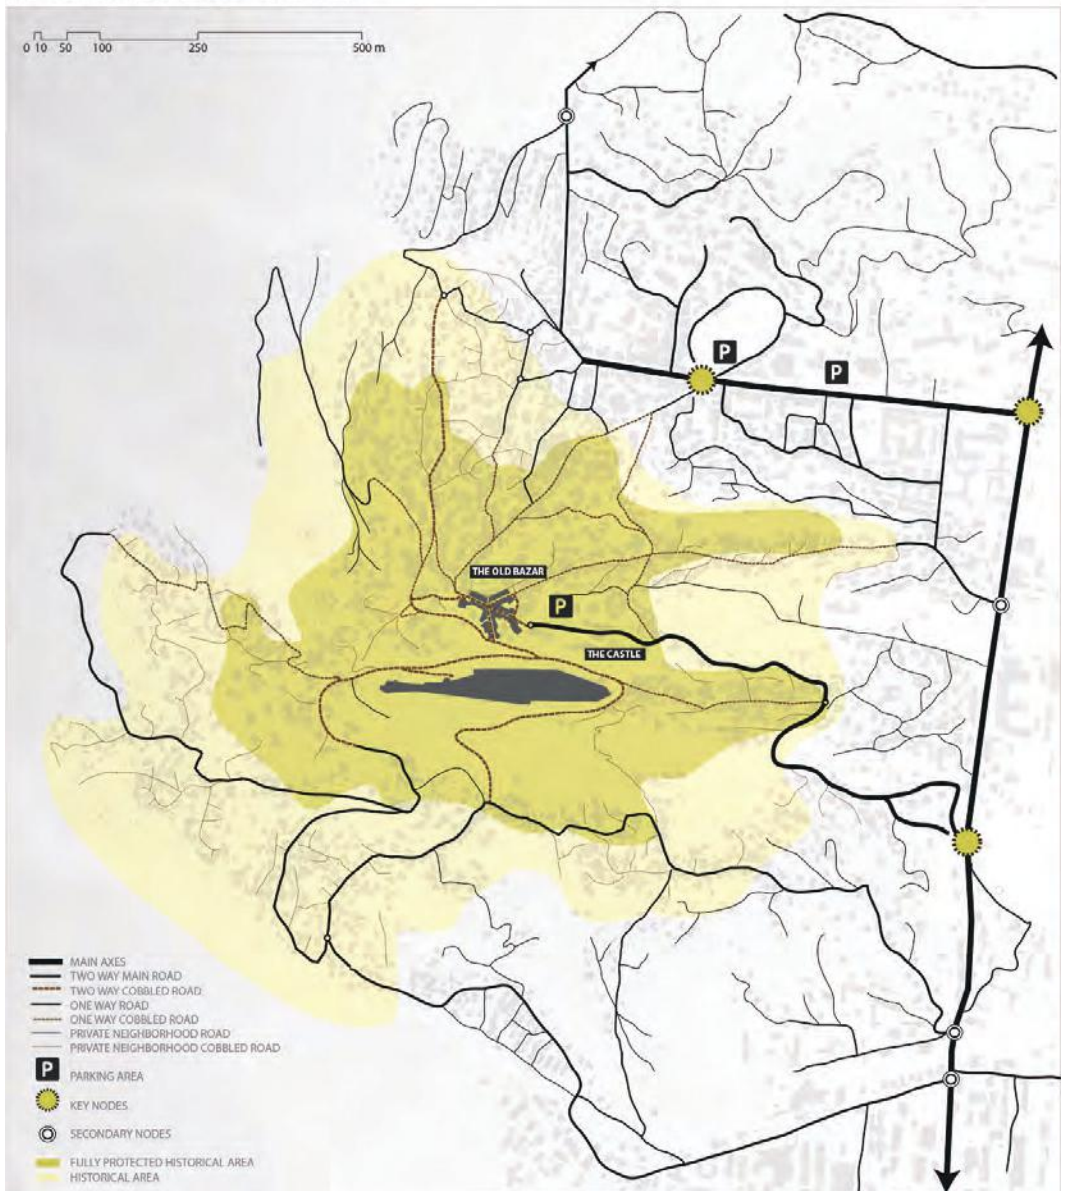 0 10 50 100 250 500 m
P
P
THE OLD BAZAR
P
THE CASTLE
MAIN AXES
TWO WAY MAIN ROAD
TWO WAY COBBLED ROAD
ONE WAY ROAD
ONE WAY COBBLED ROAD
PRIVATE NEIGHBORHOOD ROAD
PRIVATE NEIGHBORHOOD COBBLED ROAD
P PARKING AREA
KEY NODES
SECONDARY NODES
FULLY PROTECTED HISTORICAL AREA
HISTORICAL AREA